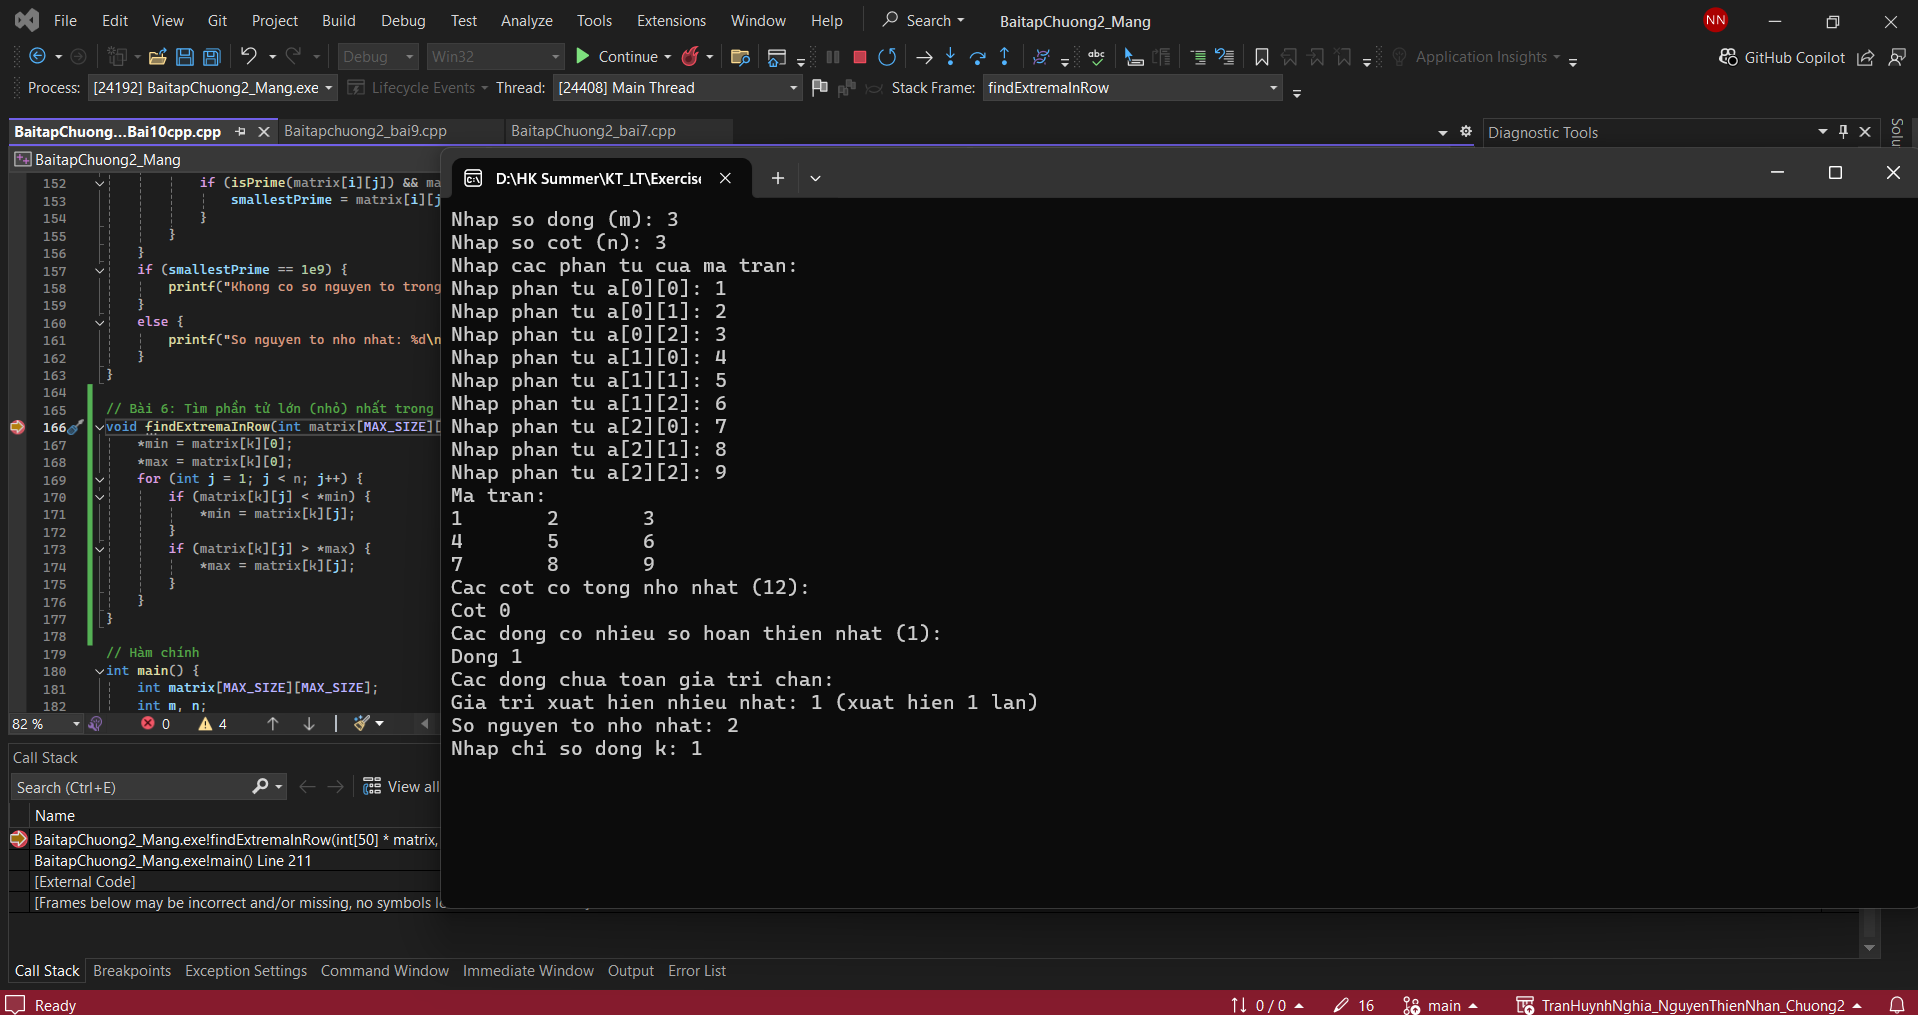 File Edit View Git Project Build Debug Test Analyze Tools Extensions Window Help Search BaitapChuong2_Mang NN
Debug Win32 Continue Application Insights GitHub Copilot
Process: [24192] BaitapChuong2_Mang.exe Lifecycle Events Thread: [24408] Main Thread Stack Frame: findExtremaInRow
BaitapChuong...Bai10cpp.cpp Baitapchuong2_bai9.cpp BaitapChuong2_bai7.cpp Diagnostic Tools
BaitapChuong2_Mang
152 if (isPrime(matrix[i][j]) && ma
153 smallestPrime = matrix[i][j
154 }
155 }
156 }
157 if (smallestPrime == 1e9) {
158 printf("Khong co so nguyen to trong
159 }
160 else {
161 printf("So nguyen to nho nhat: %d\n
162 }
163 }
164
165 // Bài 6: Tìm phần tử lớn (nhỏ) nhất trong
166 void findExtremaInRow(int matrix[MAX_SIZE][
167 *min = matrix[k][0];
168 *max = matrix[k][0];
169 for (int j = 1; j < n; j++) {
170 if (matrix[k][j] < *min) {
171 *min = matrix[k][j];
172 }
173 if (matrix[k][j] > *max) {
174 *max = matrix[k][j];
175 }
176 }
177 }
178
179 // Hàm chính
180 int main() {
181 int matrix[MAX_SIZE][MAX_SIZE];
182 int m, n;
82 % 0 4
D:\HK Summer\KT_LT\Exercis
Nhap so dong (m): 3
Nhap so cot (n): 3
Nhap cac phan tu cua ma tran:
Nhap phan tu a[0][0]: 1
Nhap phan tu a[0][1]: 2
Nhap phan tu a[0][2]: 3
Nhap phan tu a[1][0]: 4
Nhap phan tu a[1][1]: 5
Nhap phan tu a[1][2]: 6
Nhap phan tu a[2][0]: 7
Nhap phan tu a[2][1]: 8
Nhap phan tu a[2][2]: 9
Ma tran:
1 2 3
4 5 6
7 8 9
Cac cot co tong nho nhat (12):
Cot 0
Cac dong co nhieu so hoan thien nhat (1):
Dong 1
Cac dong chua toan gia tri chan:
Gia tri xuat hien nhieu nhat: 1 (xuat hien 1 lan)
So nguyen to nho nhat: 2
Nhap chi so dong k: 1
Call Stack
Search (Ctrl+E) View all
Name
BaitapChuong2_Mang.exe!findExtremaInRow(int[50] * matrix,
BaitapChuong2_Mang.exe!main() Line 211
[External Code]
[Frames below may be incorrect and/or missing, no symbols
Call Stack Breakpoints Exception Settings Command Window Immediate Window Output Error List
Ready 0 / 0 16 main TranHuynhNghia_NguyenThienNhan_Chuong2